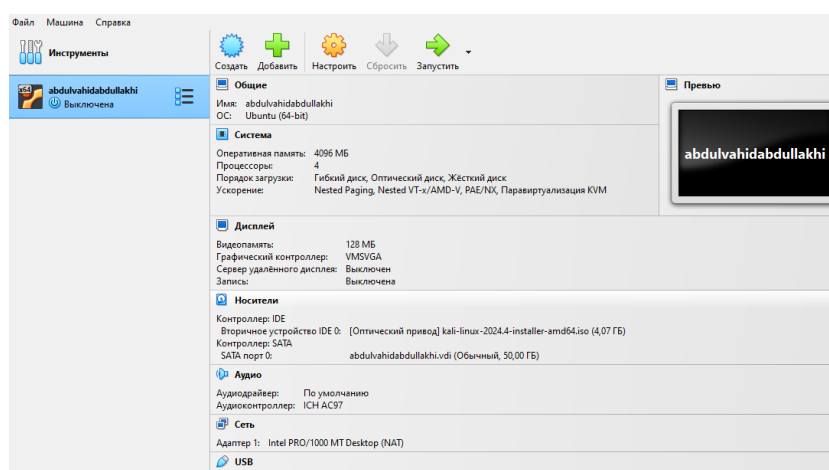 Файл Машина Справка
Инструменты
Создать Добавить Настроить Сбросить Запустить
x64 abdulvahidabdullakhi
Выключена
Общие
Имя: abdulvahidabdullakhi
ОС: Ubuntu (64-bit)
Превью
abdulvahidabdullakhi
Система
Оперативная память: 4096 МБ
Процессоры: 4
Порядок загрузки: Гибкий диск, Оптический диск, Жёсткий диск
Ускорение: Nested Paging, Nested VT-x/AMD-V, PAE/NX, Паравиртуализация KVM
Дисплей
Видеопамять: 128 МБ
Графический контроллер: VMSVGA
Сервер удалённого дисплея: Выключен
Запись: Выключена
Носители
Контроллер: IDE
Вторичное устройство IDE 0: [Оптический привод] kali-linux-2024.4-installer-amd64.iso (4,07 ГБ)
Контроллер: SATA
SATA порт 0: abdulvahidabdullakhi.vdi (Обычный, 50,00 ГБ)
Аудио
Аудиодрайвер: По умолчанию
Аудиоконтроллер: ICH AC97
Сеть
Адаптер 1: Intel PRO/1000 MT Desktop (NAT)
USB